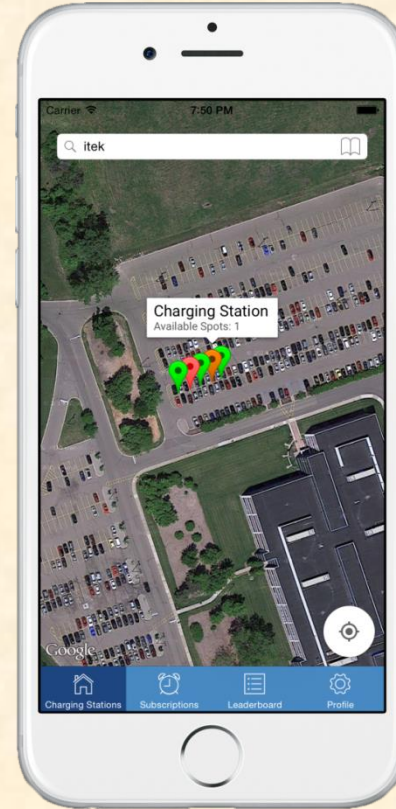 Carrier
7:50 PM
itek
Charging Station
Available Spots: 1
Google
Charging Stations
Subscriptions
Leaderboard
Profile